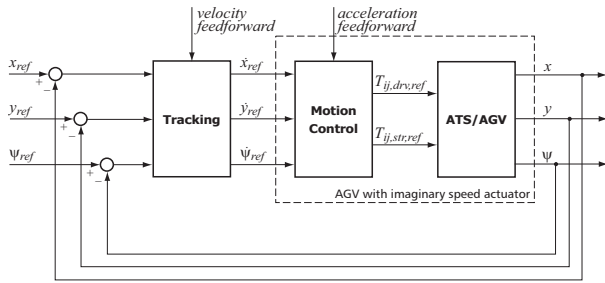 velocity
feedforward
acceleration
feedforward
x_ref
+
−
ẋ_ref
x
T_ij,drv,ref
y_ref
+
−
Tracking
ẏ_ref
Motion
Control
ATS/AGV
y
T_ij,str,ref
ψ_ref
+
−
ψ̇_ref
ψ
AGV with imaginary speed actuator